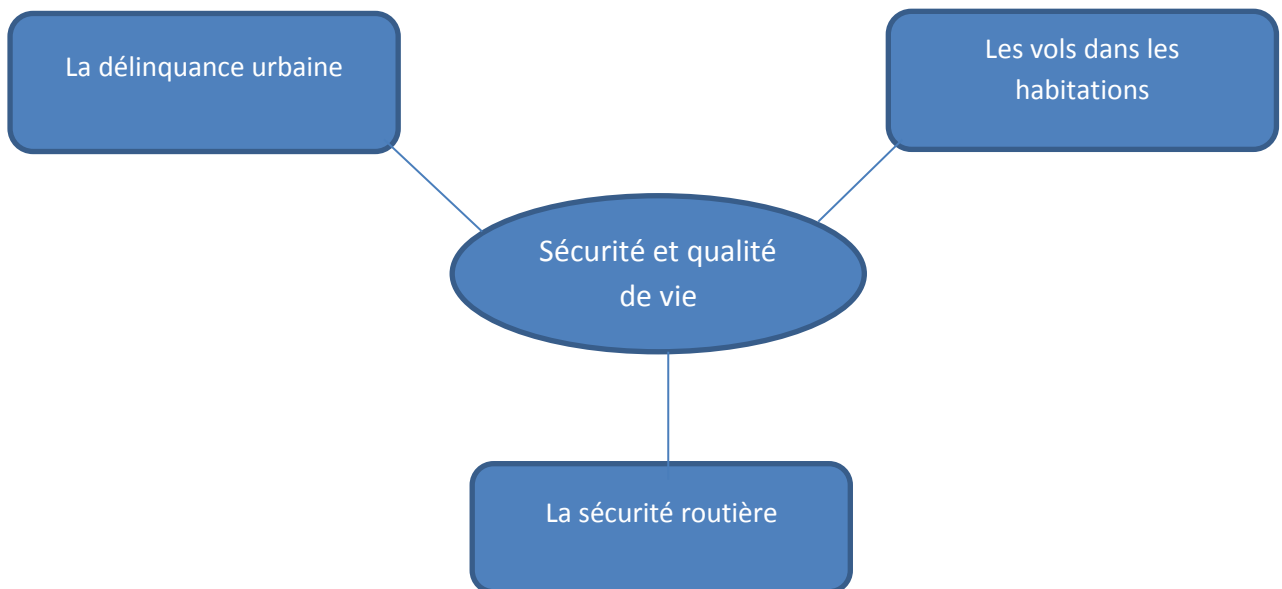 La délinquance urbaine
Les vols dans les
habitations
Sécurité et qualité
de vie
La sécurité routière